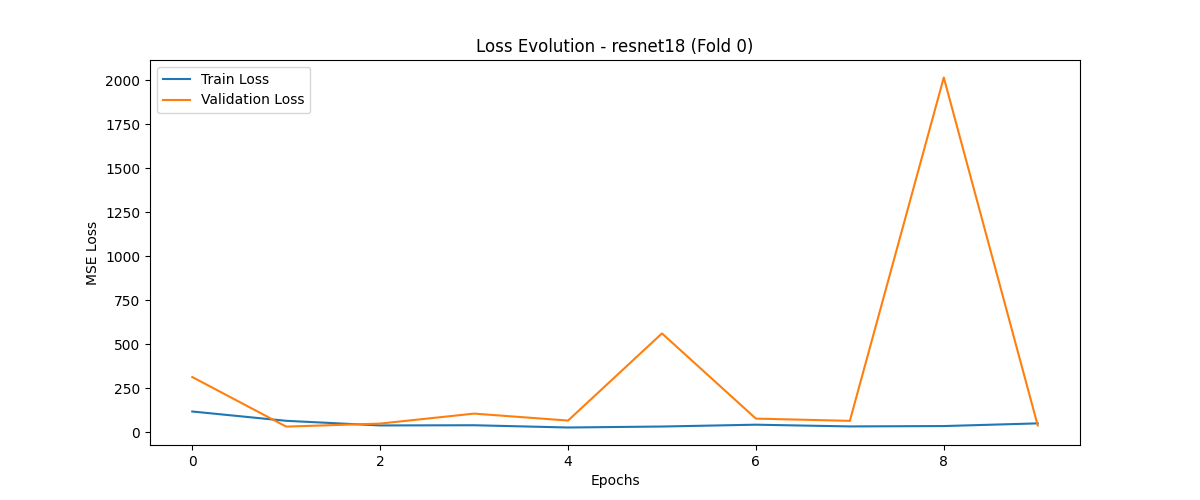 Loss Evolution - resnet18 (Fold 0)
Train Loss
Validation Loss
2000
1750
1500
1250
1000
750
500
250
0
MSE Loss
0 2 4 6 8
Epochs